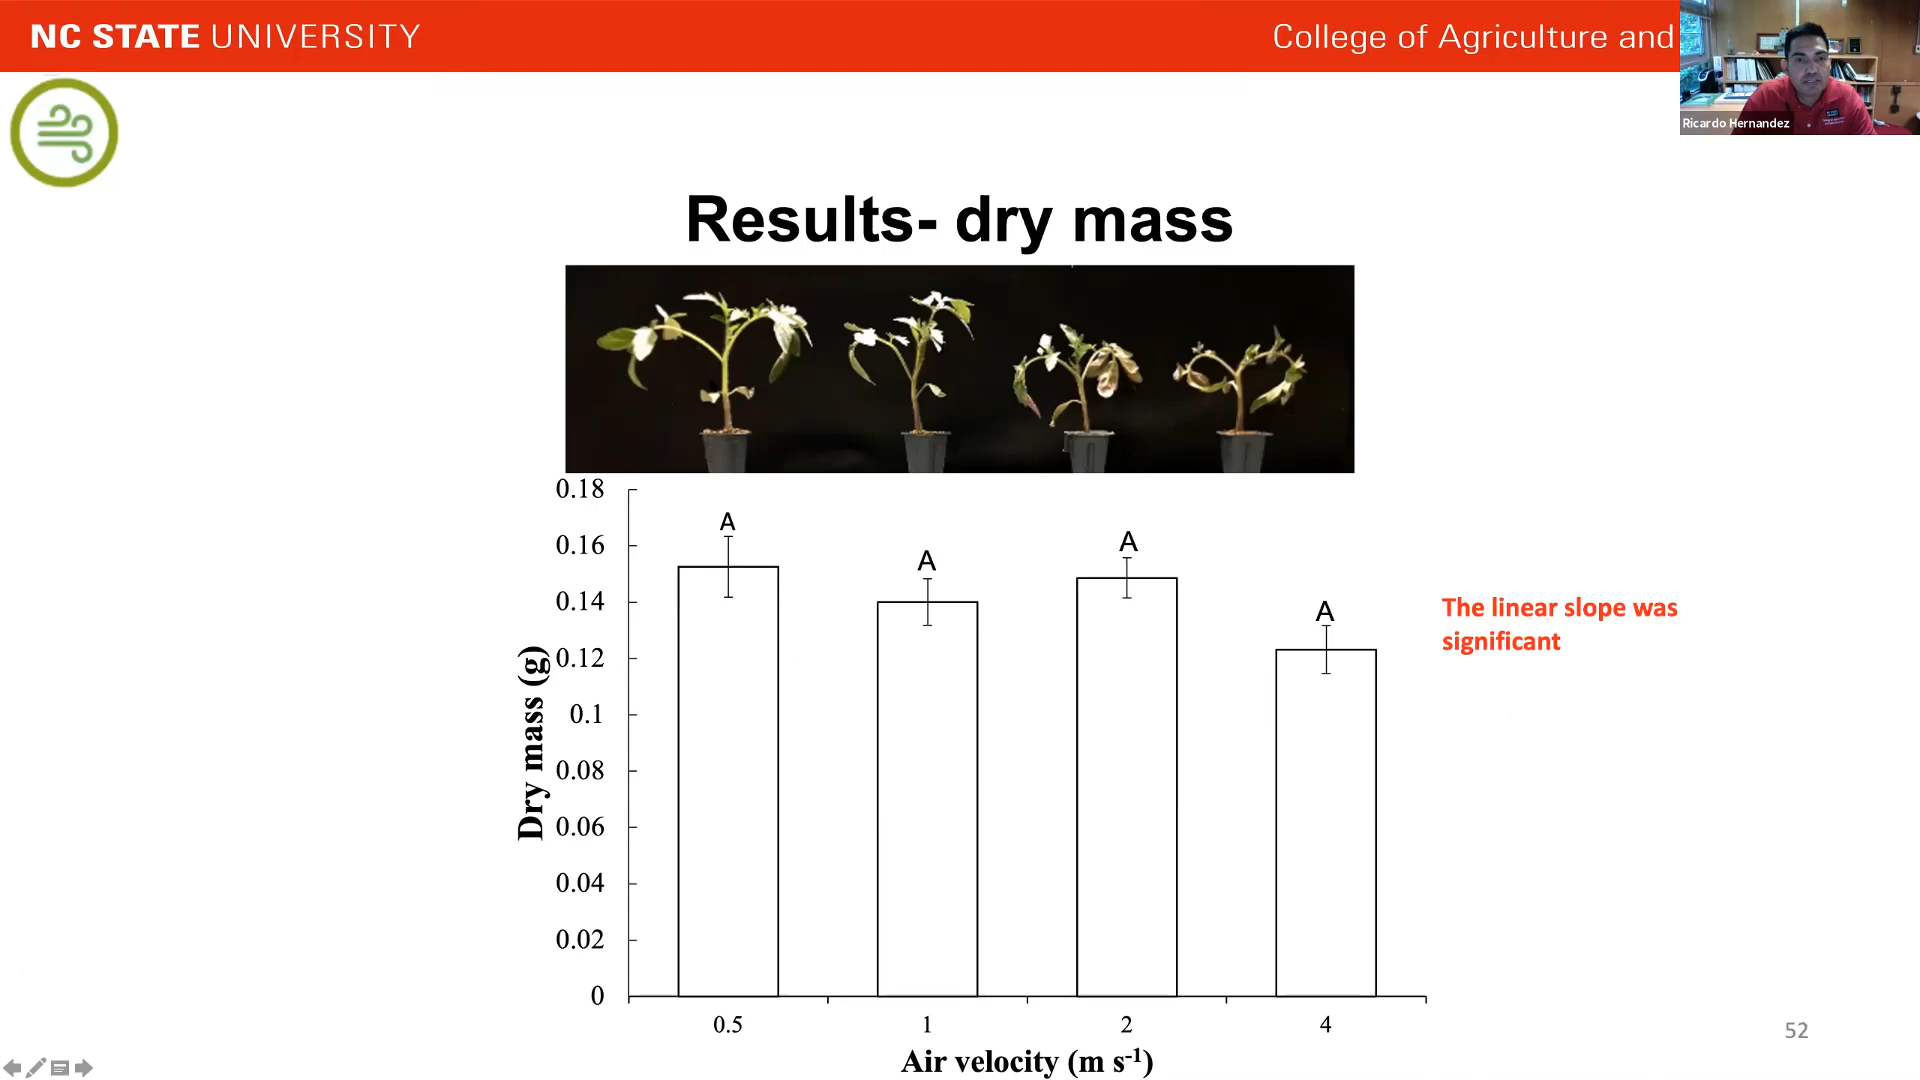 NC STATE UNIVERSITY
College of Agriculture and
Ricardo Hernandez
Results- dry mass
0.18
0.16
0.14
0.12
0.1
0.08
0.06
0.04
0.02
0
Dry mass (g)
A
A
A
A
The linear slope was
significant
0.5 1 2 4
Air velocity (m s-1)
52